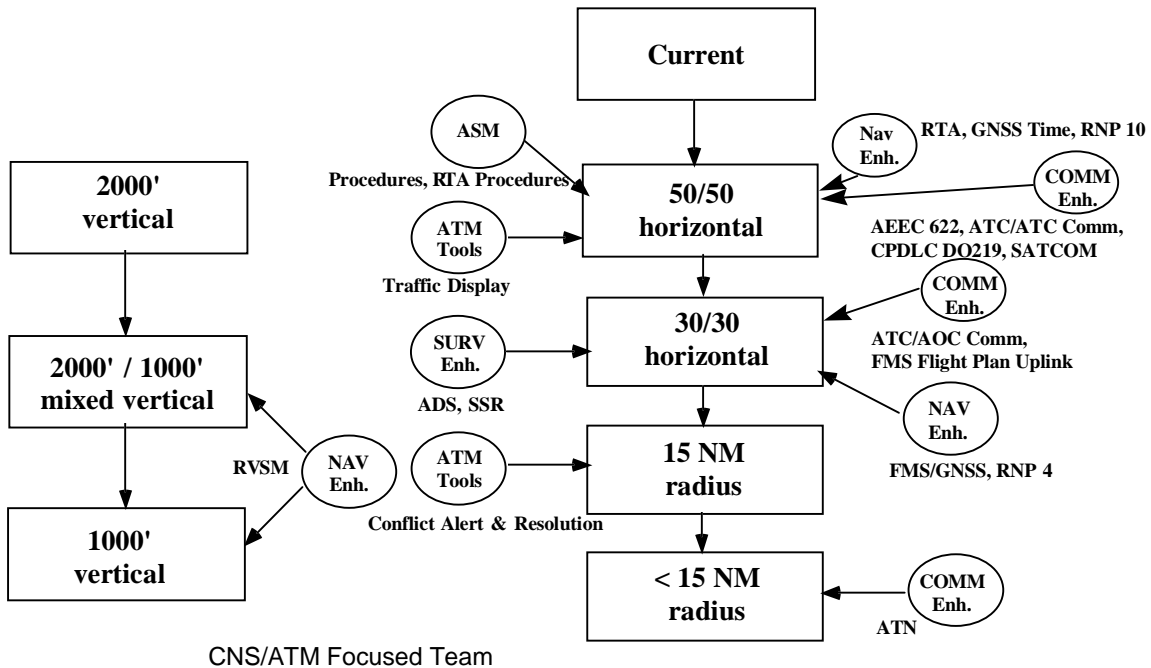 Current
ASM
Procedures, RTA Procedures
Nav
Enh.
RTA, GNSS Time, RNP 10
COMM
Enh.
AEEC 622, ATC/ATC Comm,
CPDLC DO219, SATCOM
50/50
horizontal
ATM
Tools
Traffic Display
COMM
Enh.
ATC/AOC Comm,
FMS Flight Plan Uplink
30/30
horizontal
SURV
Enh.
ADS, SSR
NAV
Enh.
FMS/GNSS, RNP 4
15 NM
radius
ATM
Tools
Conflict Alert & Resolution
< 15 NM
radius
COMM
Enh.
ATN
2000'
vertical
2000' / 1000'
mixed vertical
RVSM
NAV
Enh.
1000'
vertical
CNS/ATM Focused Team